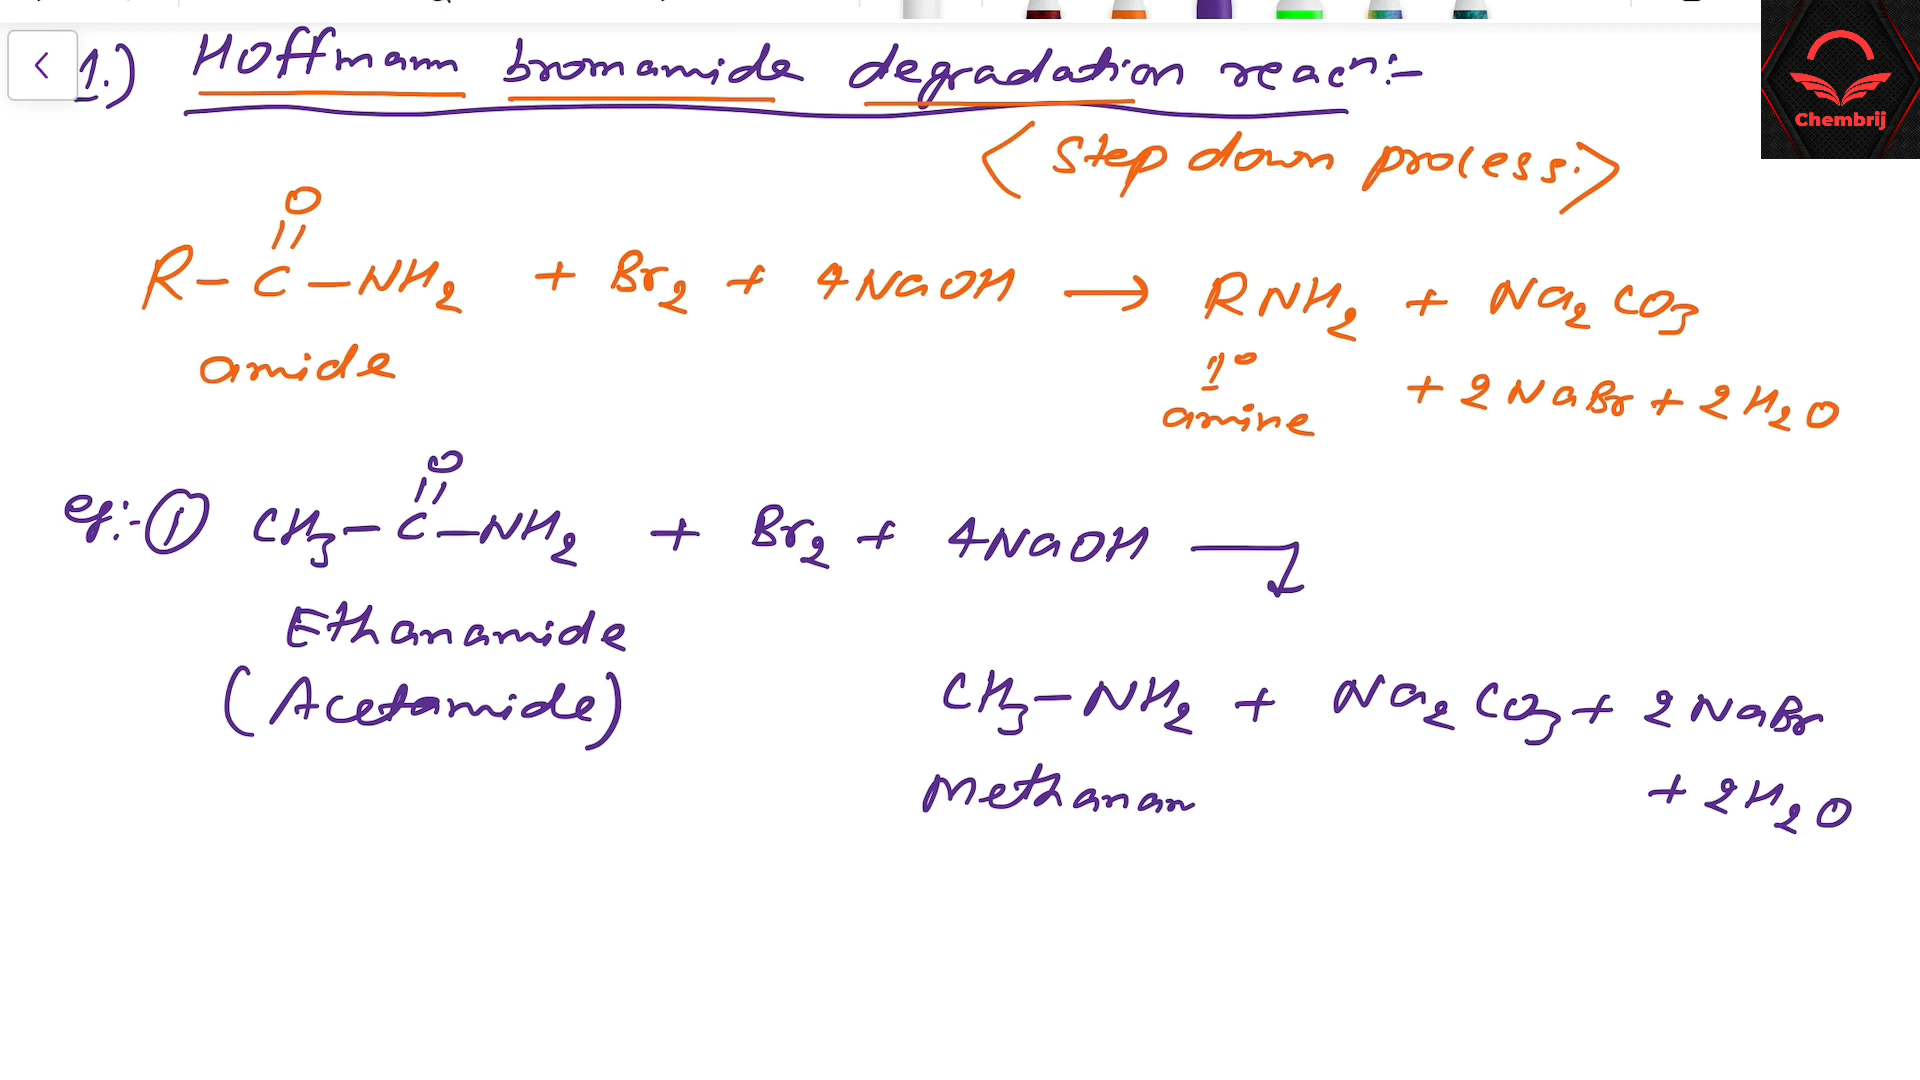 1.) Hoffmann bromamide degradation reacn:-
(Step down process.)
O
||
R-C-NH2 + Br2 + 4NaOH → RNH2 + Na2CO3
amide
1° amine
+ 2NaBr + 2H2O
eg:- ① CH3-C-NH2 + Br2 + 4NaOH
O
||
Ethanamide
(Acetamide)
CH3-NH2 + Na2CO3 + 2NaBr
+ 2H2O
Methanam
Chembrij